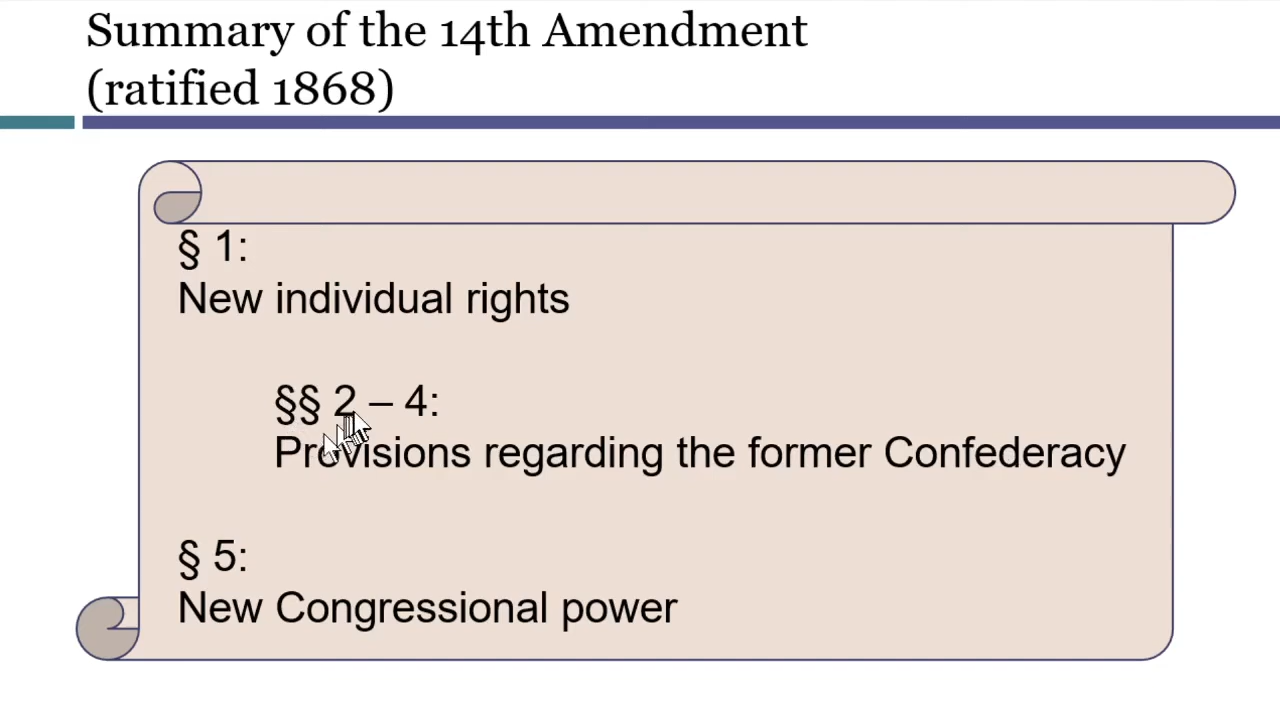 Summary of the 14th Amendment
(ratified 1868)
§ 1:
New individual rights
§§ 2 – 4:
Provisions regarding the former Confederacy
§ 5:
New Congressional power